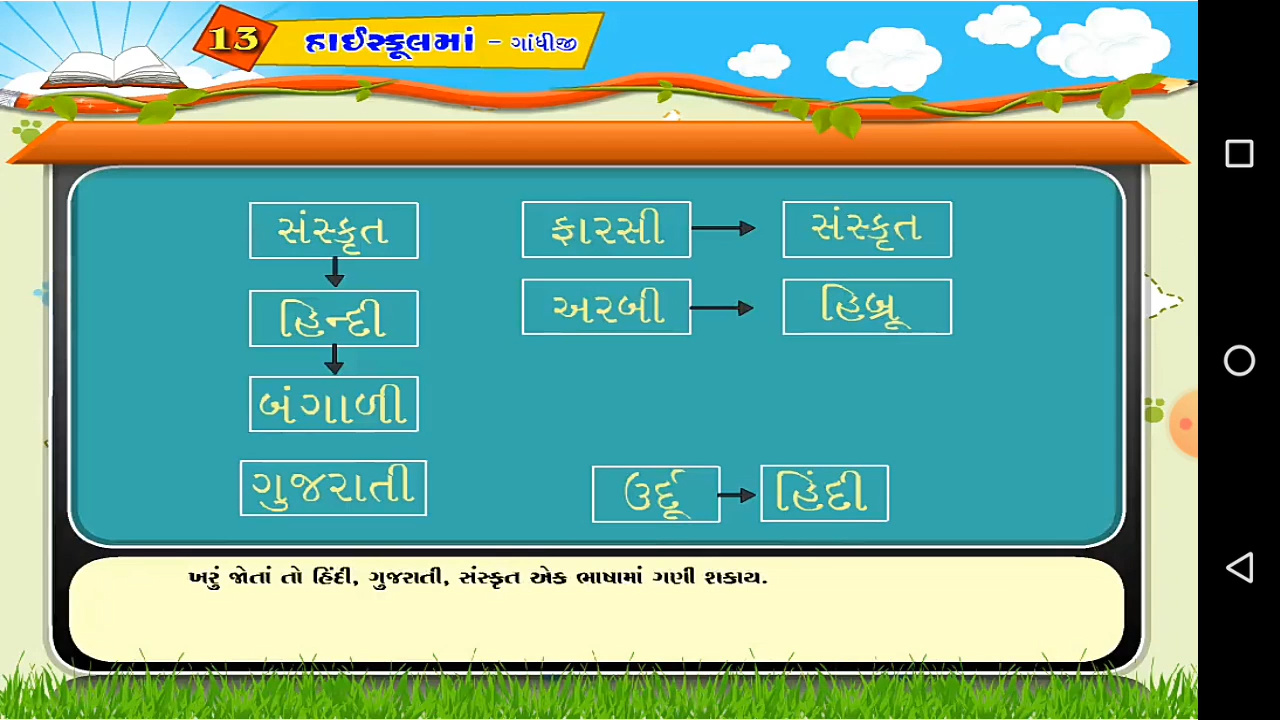 13 હાઈસ્કૂલમાં - ગાંધીજી
સંસ્કૃત
હિન્દી
બંગાળી
ગુજરાતી
ફારસી
સંસ્કૃત
અરબી
હિબ્રૂ
ઉર્દૂ
હિંદી
ખરું જોતાં તો હિંદી, ગુજરાતી, સંસ્કૃત એક ભાષામાં ગણી શકાય.